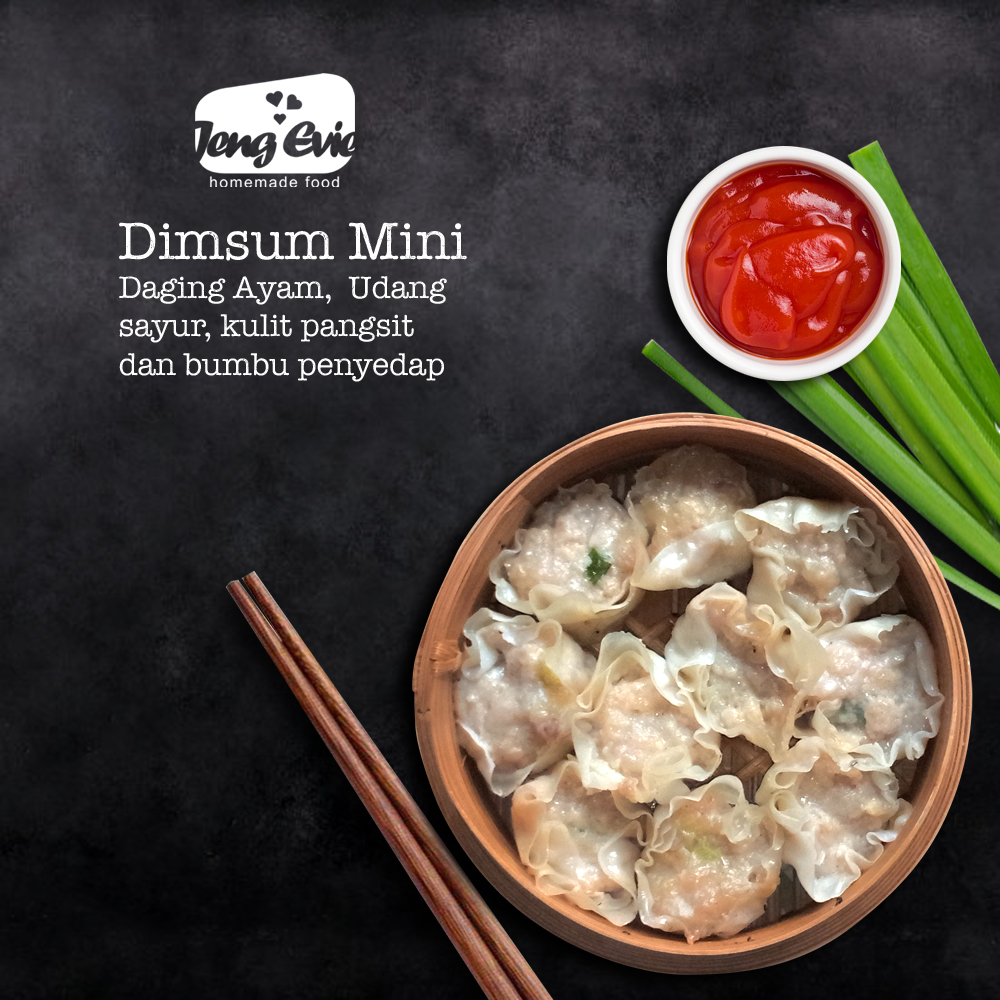 Jeng Evie
homemade food
Dimsum Mini
Daging Ayam, Udang
sayur, kulit pangsit
dan bumbu penyedap